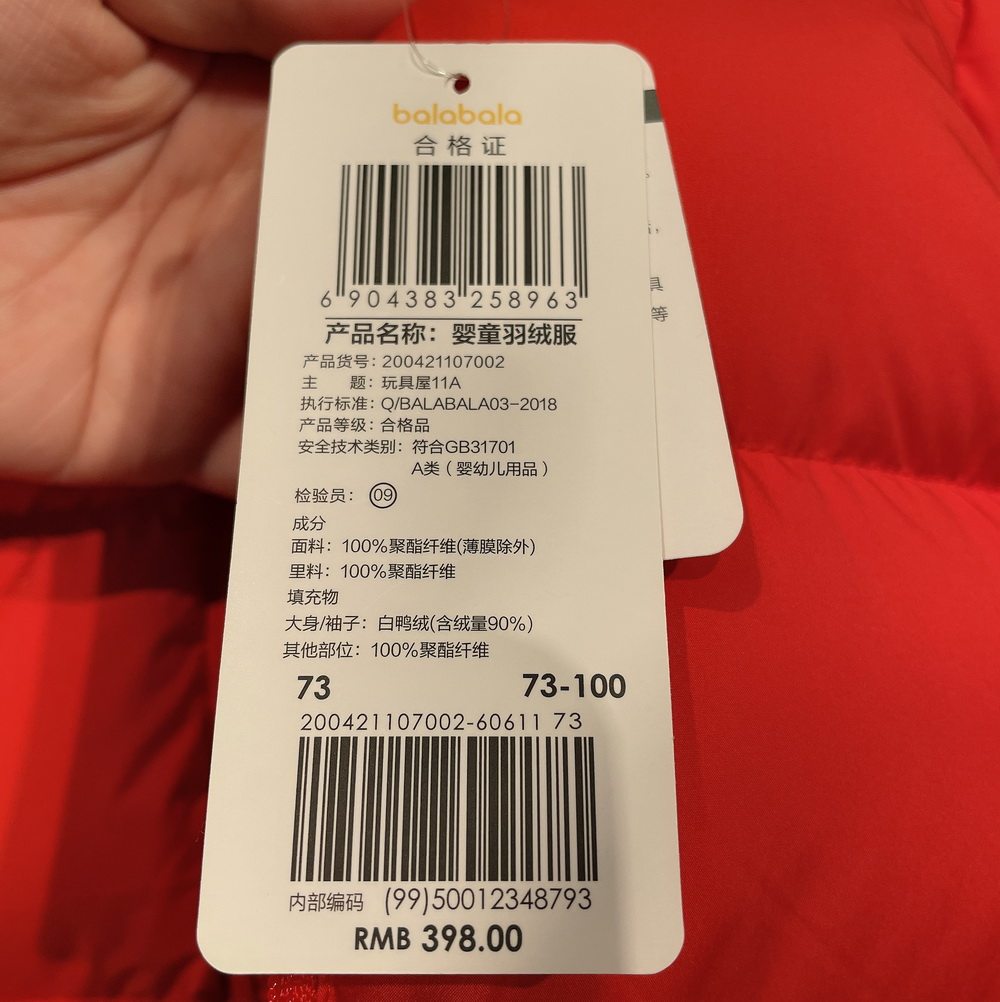 balabala
合格证
6 904383 258963
产品名称：婴童羽绒服
产品货号：200421107002
主 题：玩具屋11A
执行标准：Q/BALABALA03-2018
产品等级：合格品
安全技术类别：符合GB31701
A类（婴幼儿用品）
检验员：09
成分
面料：100%聚酯纤维(薄膜除外)
里料：100%聚酯纤维
填充物
大身/袖子：白鸭绒(含绒量90%)
其他部位：100%聚酯纤维
73 73-100
200421107002-60611 73
内部编码 (99)50012348793
RMB 398.00
具
等